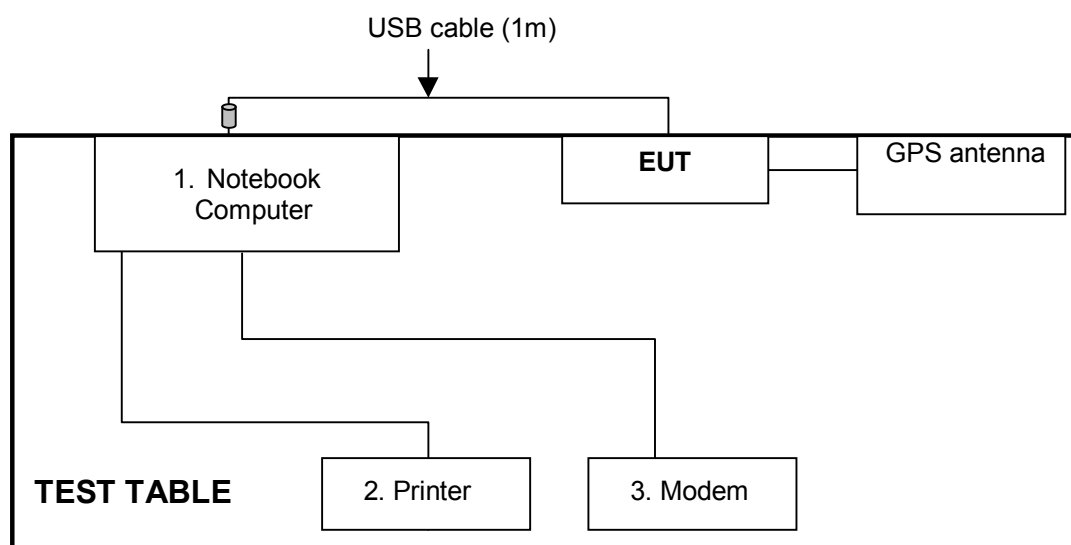 USB cable (1m)
1. Notebook
Computer
EUT
GPS antenna
TEST TABLE
2. Printer
3. Modem